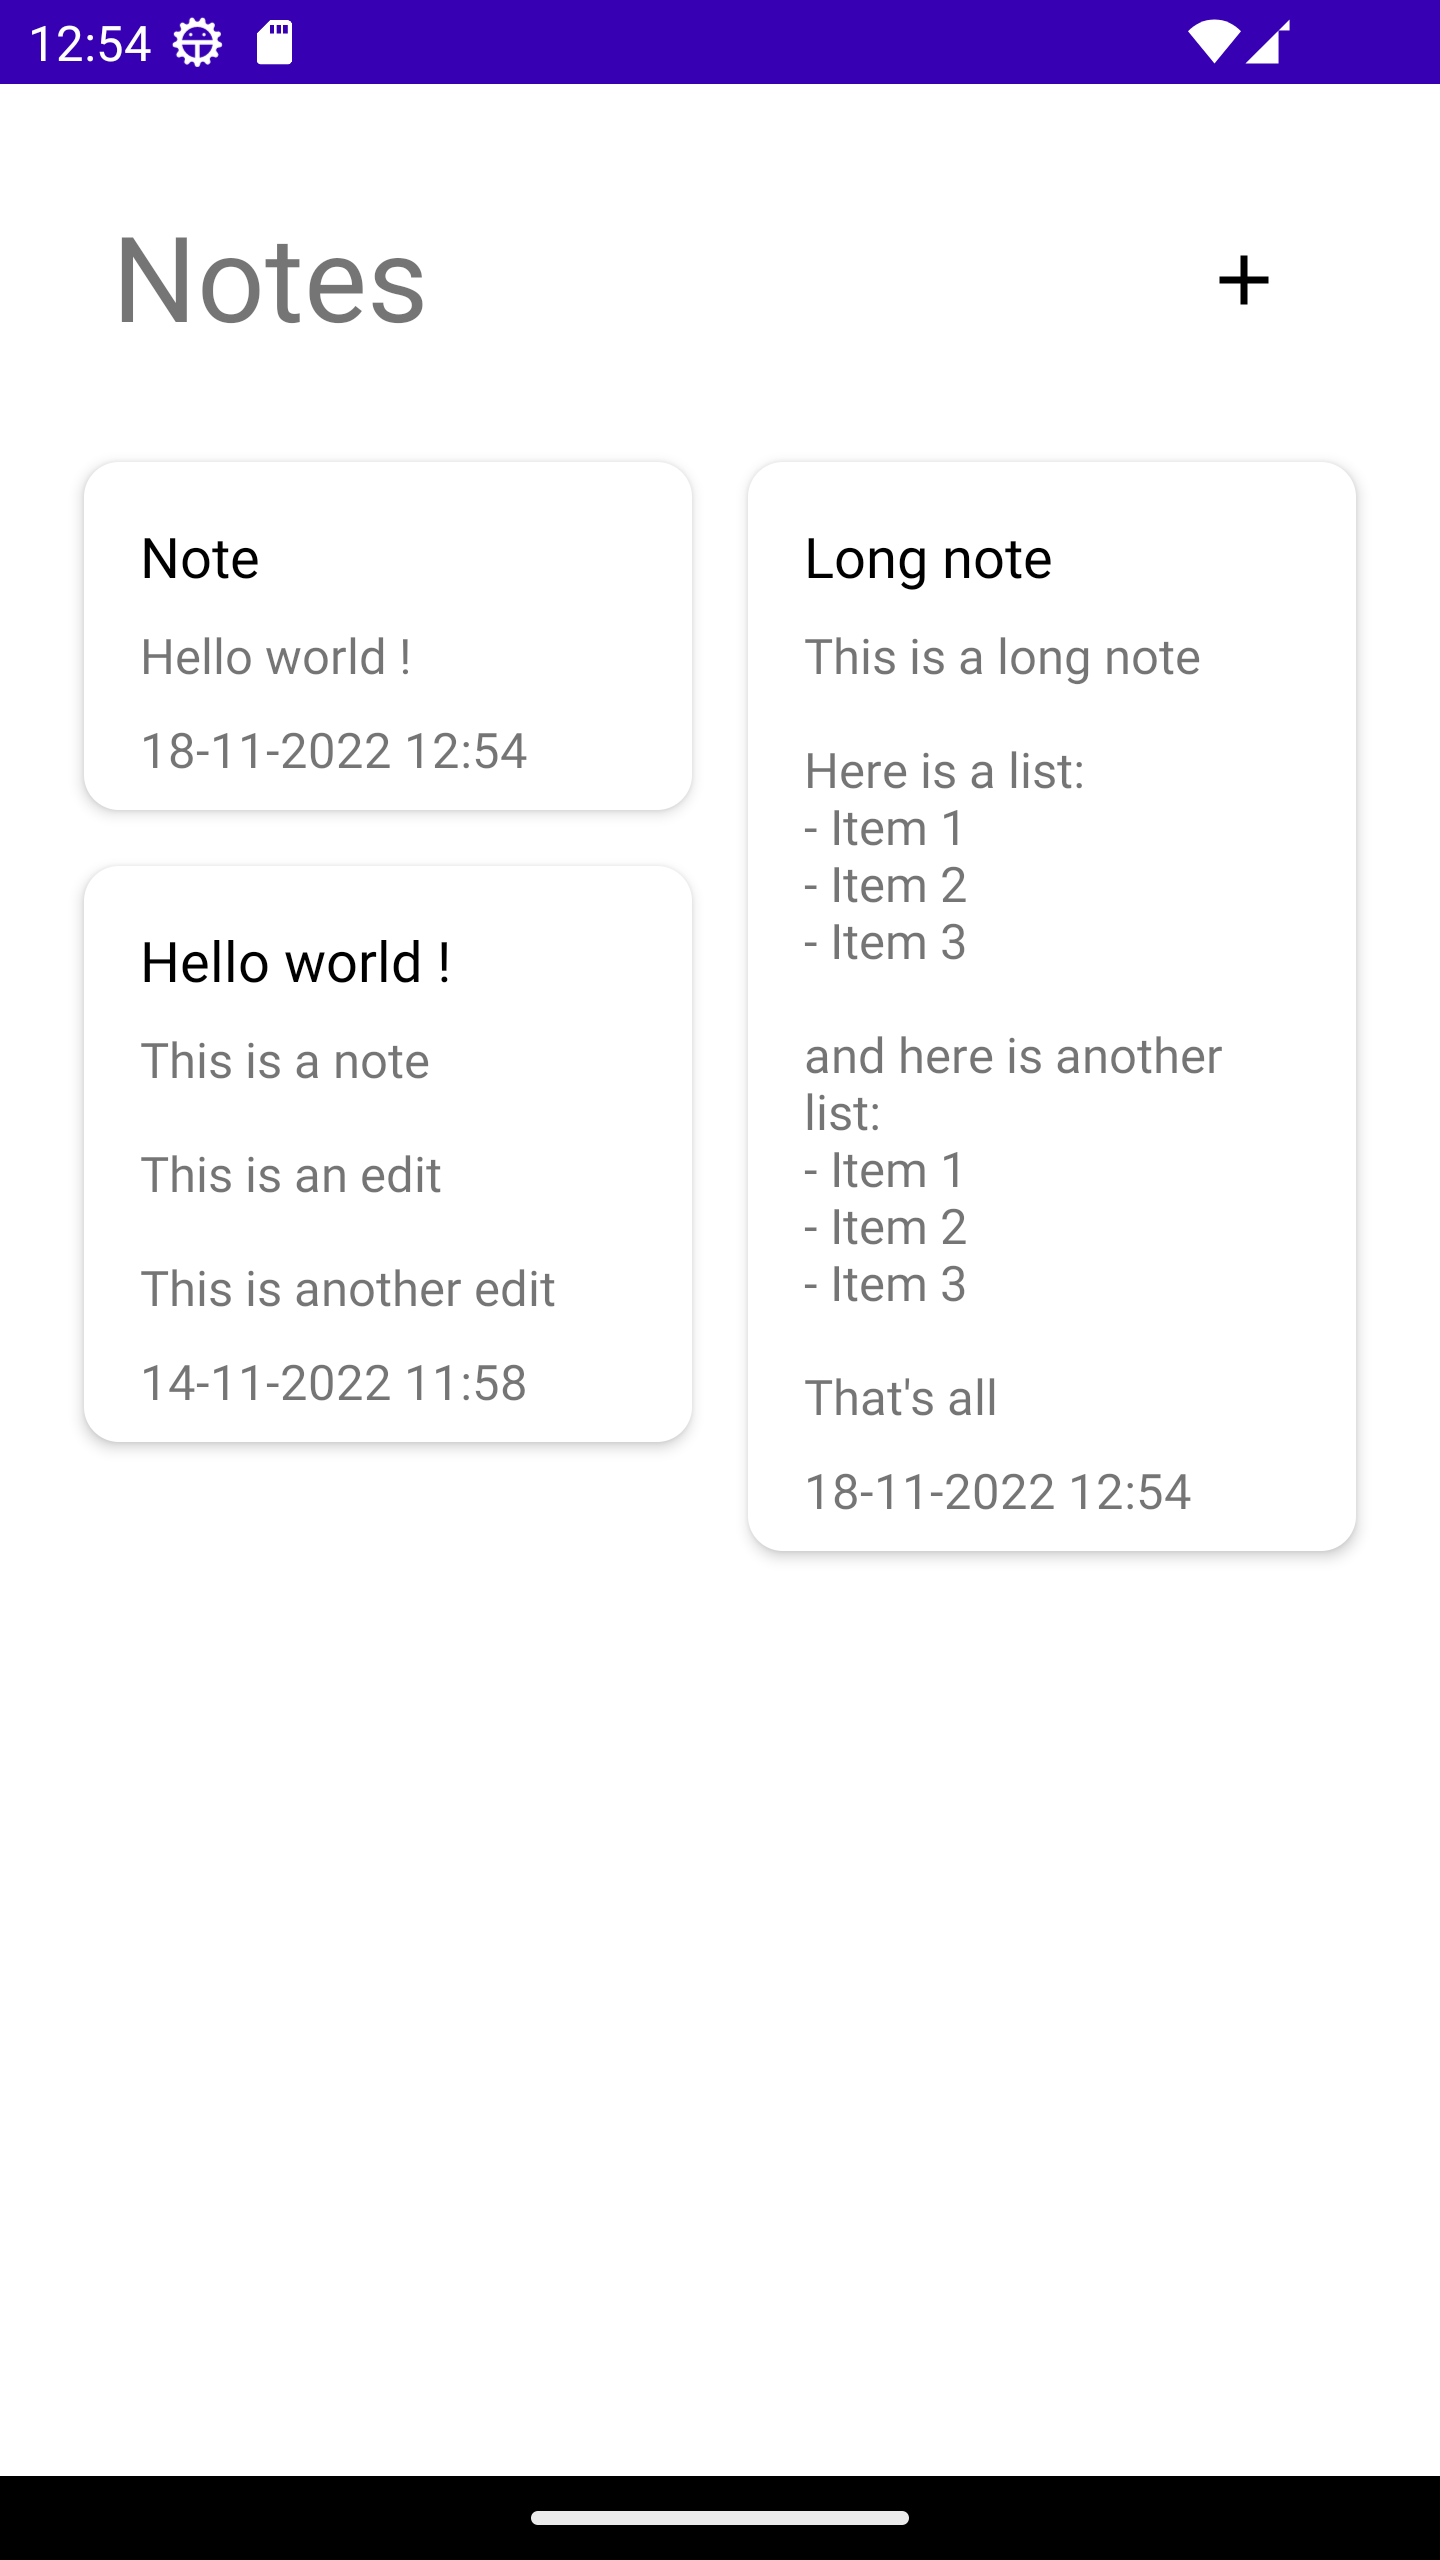 12:54
Notes
Note
Hello world !
18-11-2022 12:54
Hello world !
This is a note
This is an edit
This is another edit
14-11-2022 11:58
Long note
This is a long note
Here is a list:
- Item 1
- Item 2
- Item 3
and here is another
list:
- Item 1
- Item 2
- Item 3
That's all
18-11-2022 12:54